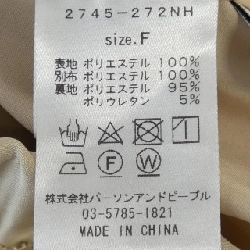 2745-272NH
size.F
表地 ポリエステル 100%
別布 ポリエステル 100%
裏地 ポリエステル 95%
ポリウレタン 5%
株式会社パーソンアンドピープル
03-5785-1821
MADE IN CHINA